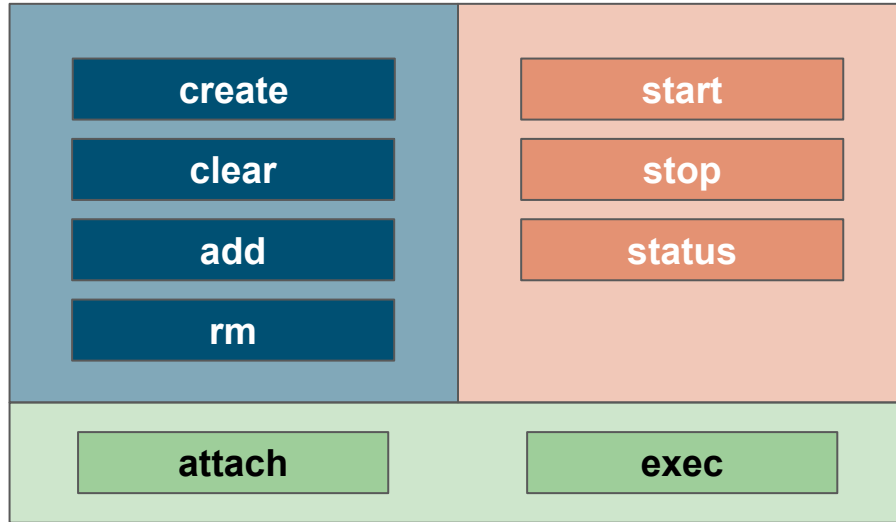 create
clear
add
rm
start
stop
status
attach
exec